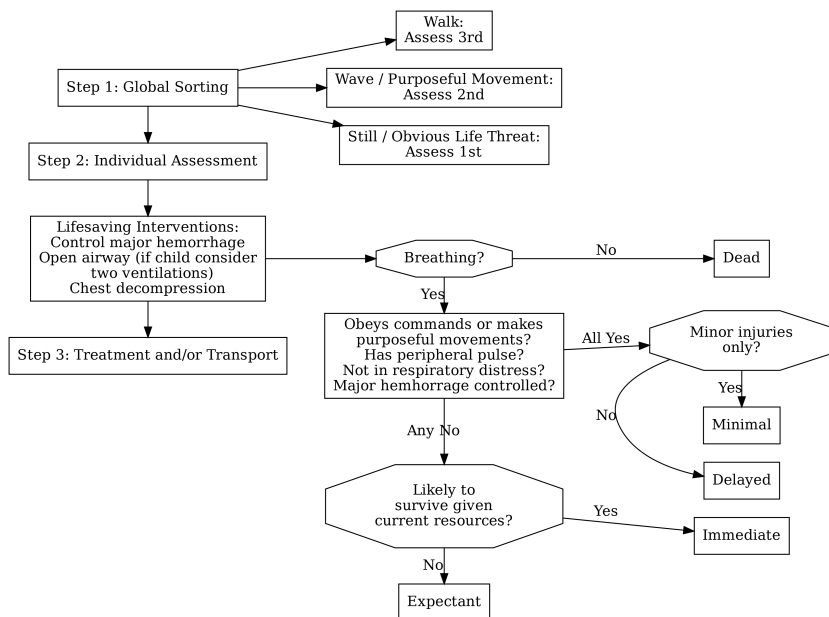 Walk:
Assess 3rd
Step 1: Global Sorting
Wave / Purposeful Movement:
Assess 2nd
Still / Obvious Life Threat:
Assess 1st
Step 2: Individual Assessment
Lifesaving Interventions:
Control major hemorrhage
Open airway (if child consider
two ventilations)
Chest decompression
Breathing?
No
Dead
Yes
Step 3: Treatment and/or Transport
Obeys commands or makes
purposeful movements?
Has peripheral pulse?
Not in respiratory distress?
Major hemhorrage controlled?
All Yes
Minor injuries
only?
Yes
Minimal
No
Delayed
Any No
Likely to
survive given
current resources?
Yes
Immediate
No
Expectant